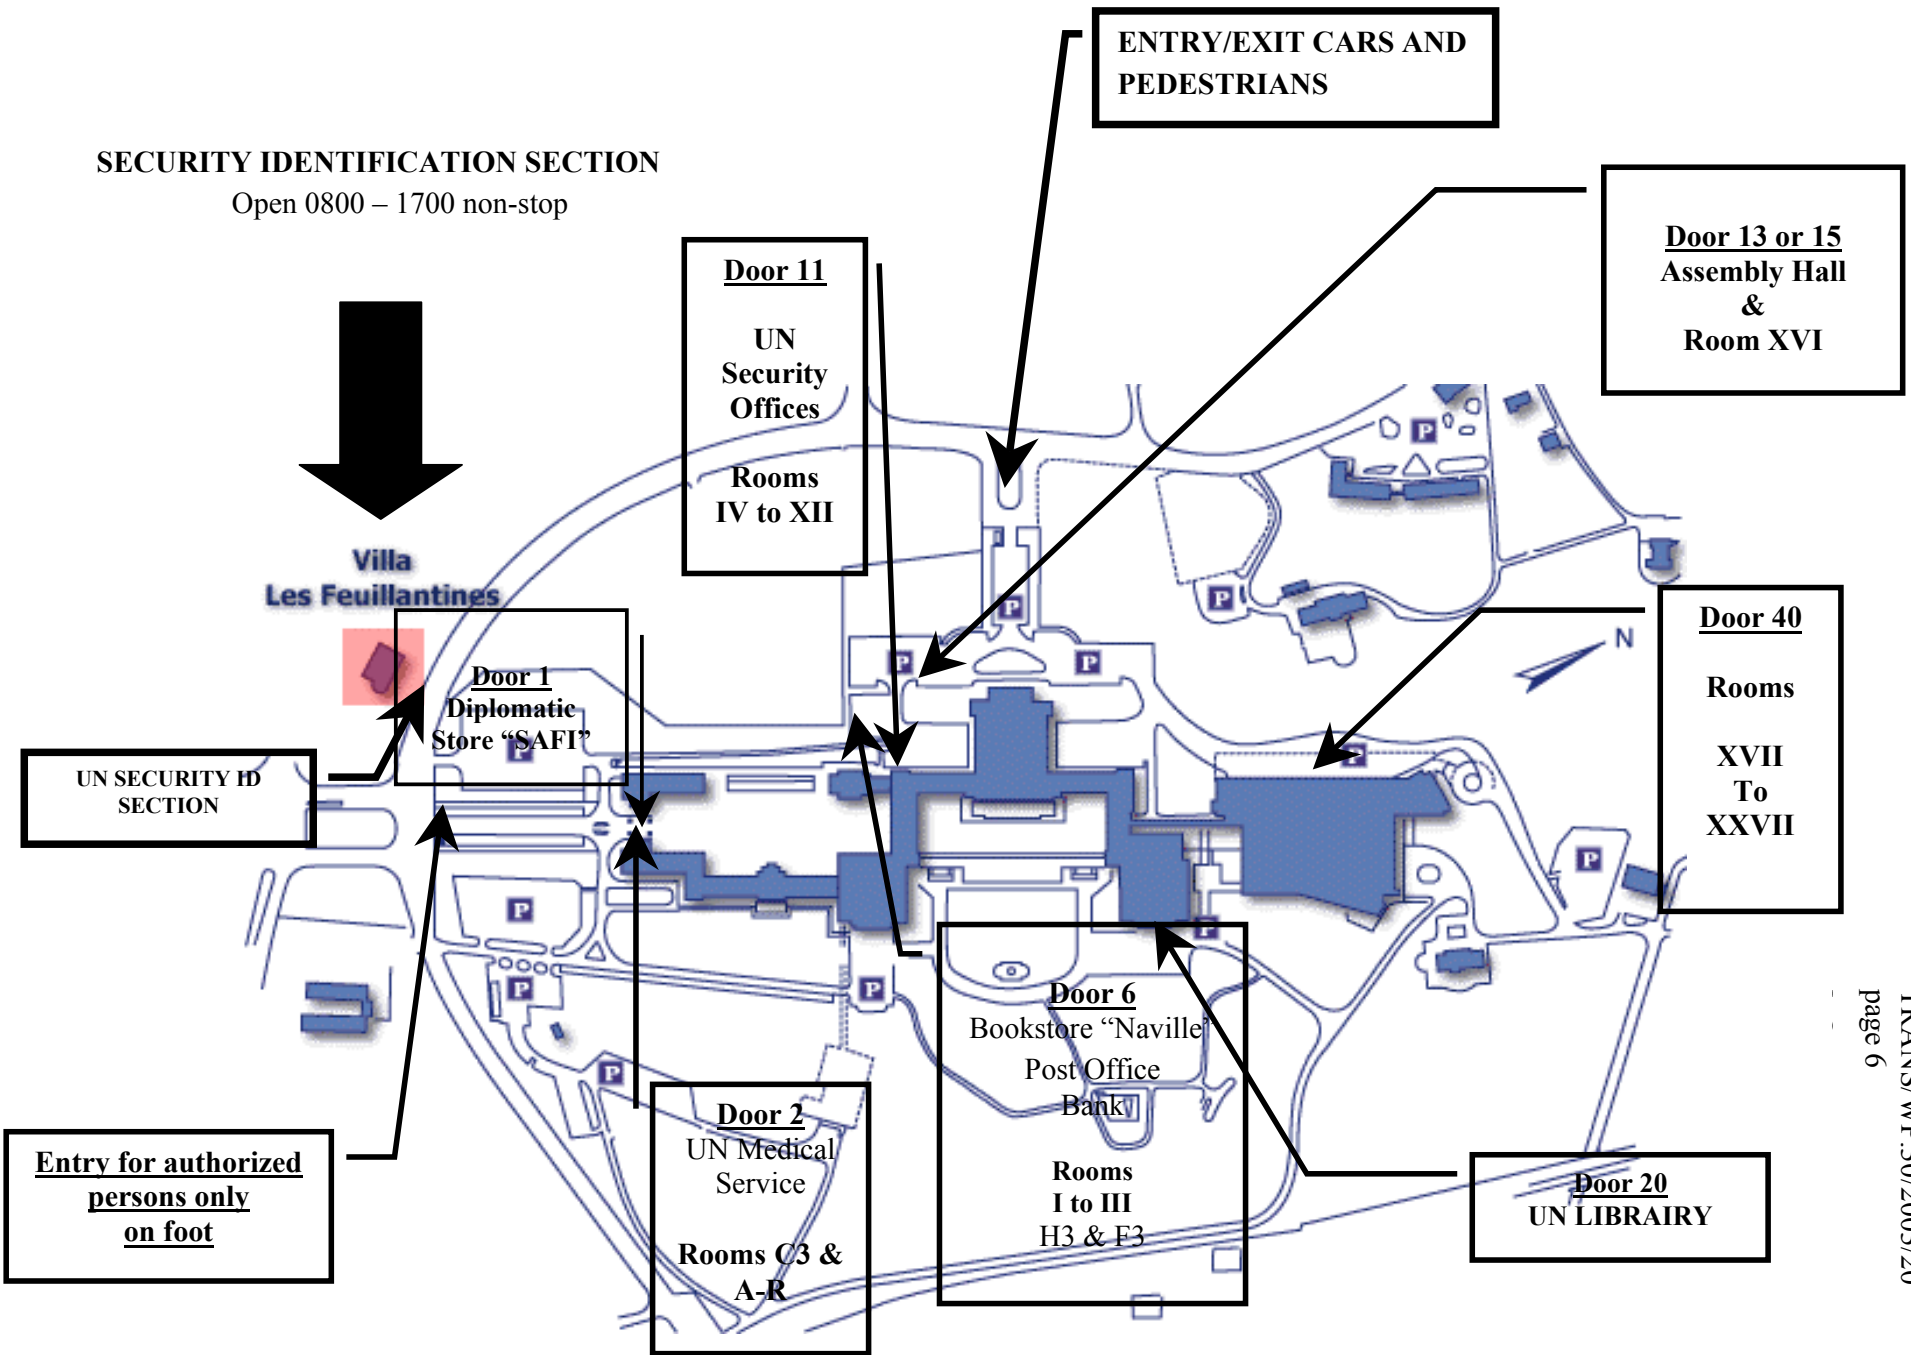 ENTRY/EXIT CARS AND
PEDESTRIANS
SECURITY IDENTIFICATION SECTION
Open 0800 – 1700 non-stop
Door 11
UN
Security
Offices
Rooms
IV to XII
Door 13 or 15
Assembly Hall
&
Room XVI
P
Villa
Les Feuillantines
P
P
P
P
N
Door 40
Rooms
XVII
To
XXVII
Door 1
Diplomatic
Store “SAFI”
P
P
UN SECURITY ID
SECTION
P
P
P
P
P
P
Door 6
Bookstore “Naville”
Post Office
Bank
Rooms
I to III
H3 & F3
Door 2
UN Medical
Service
Rooms C3 &
A-R
Entry for authorized
persons only
on foot
Door 20
UN LIBRAIRY
page 6